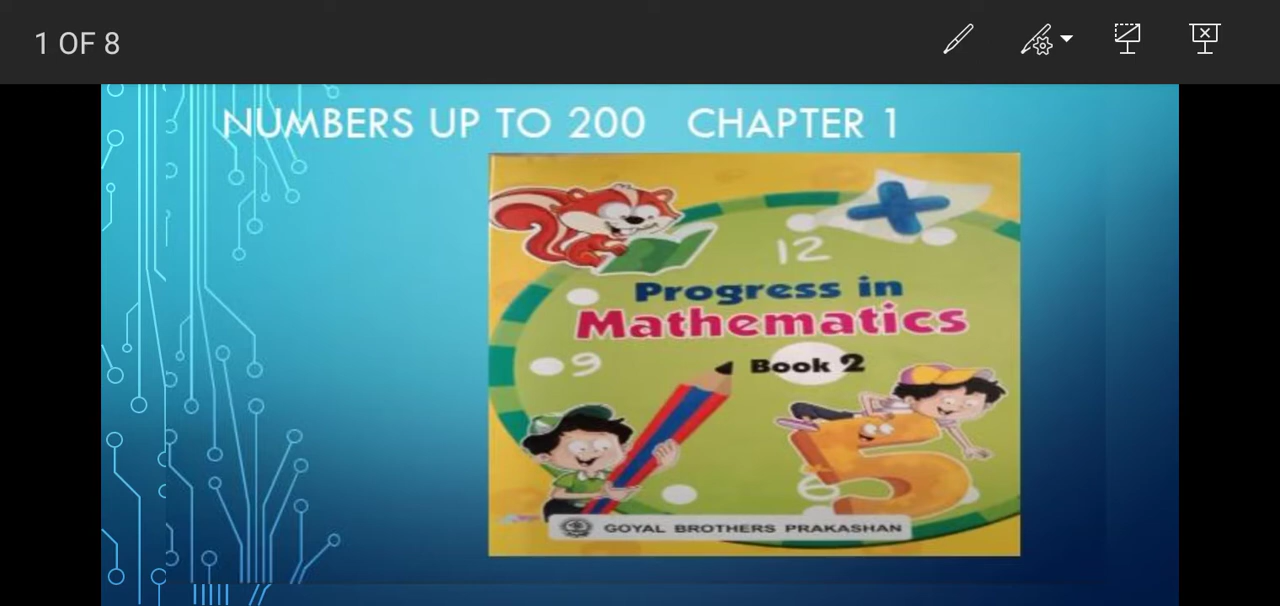 1 OF 8
NUMBERS UP TO 200 CHAPTER 1
12
Progress in
Mathematics
9
Book 2
5
6
GOYAL BROTHERS PRAKASHAN